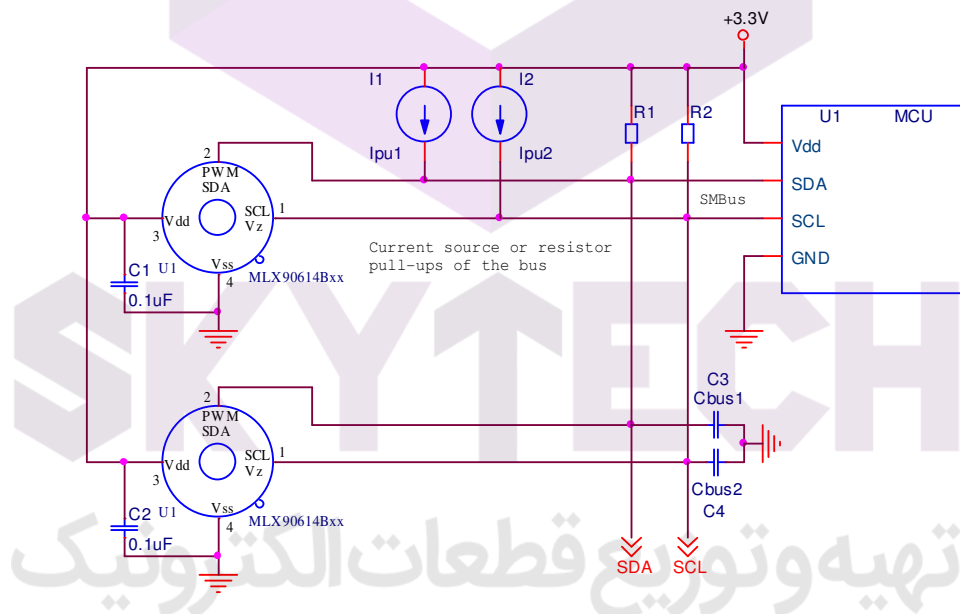 +3.3V
I1
I2
R1
R2
U1 MCU
Ipu1
Ipu2
Vdd
SDA
SCL
GND
SMBus
2
PWM
SDA
SCL
Vz
1
Vdd
3
Vss
4
U1
MLX90614Bxx
C1
0.1uF
Current source or resistor
pull-ups of the bus
SKYTECH
2
PWM
SDA
SCL
Vz
1
Vdd
3
Vss
4
U1
MLX90614Bxx
C2
0.1uF
C3
Cbus1
Cbus2
C4
SDA
SCL
تهیه و توزیع قطعات الکترونیک